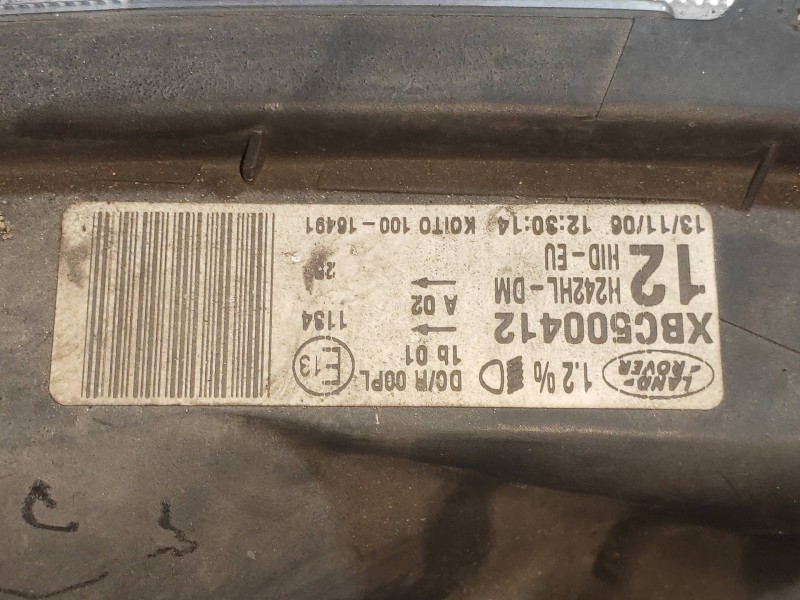 LAND-
-ROVER
1.2%
XBC500412
12
H242HL-DM
HID-EU
13/11/06 12:30:14 KOITO 100-16491
DC/R 00PL
1b 01
A 02
E13
1134